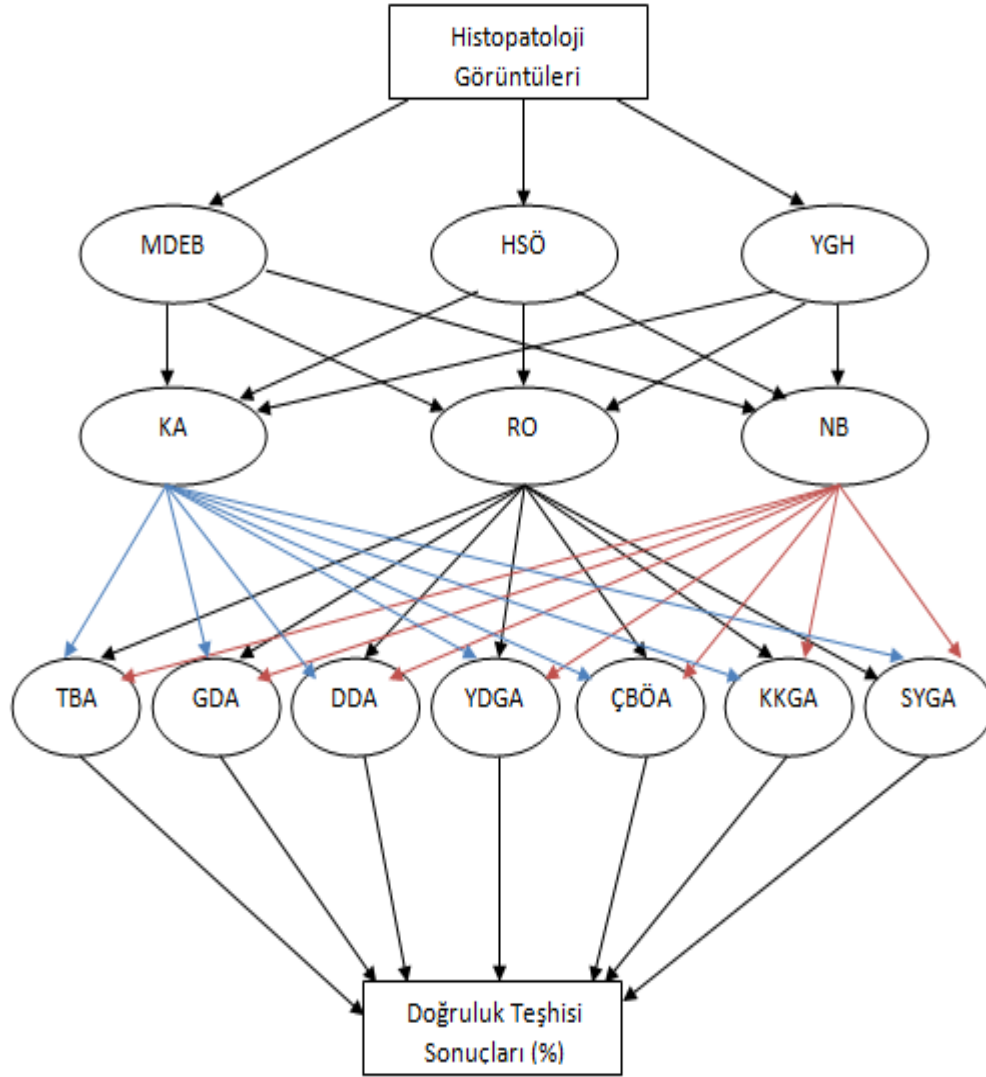 Histopatoloji
Görüntüleri
MDEB
HSÖ
YGH
KA
RO
NB
TBA
GDA
DDA
YDGA
ÇBÖA
KKGA
SYGA
Doğruluk Teşhisi
Sonuçları (%)